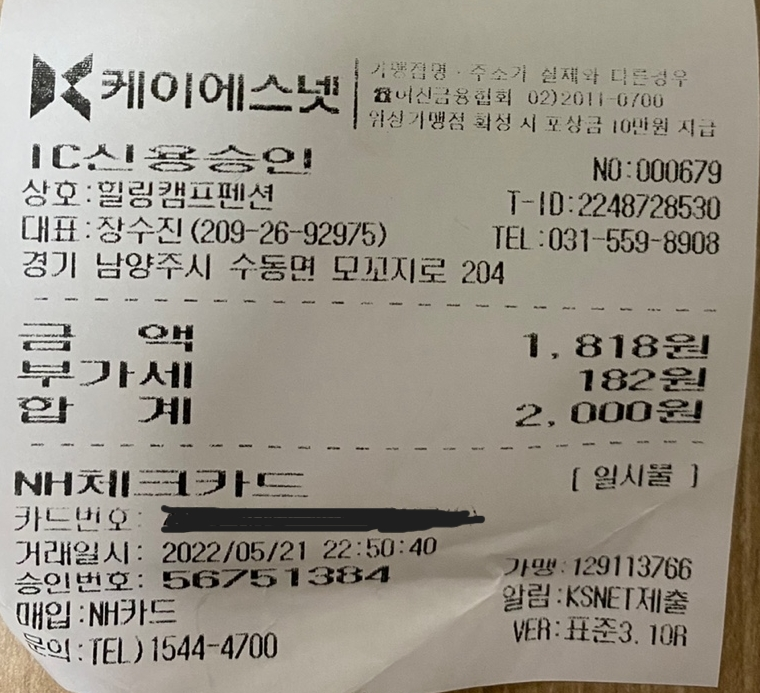 케이에스넷
가맹점명·주소가 실제와 다른경우
☎여신금융협회 02)2011-0700
위장가맹점 확정 시 포상금 10만원 지급
IC신용승인
NO:000679
상호:힐링캠프펜션
T-ID:2248728530
대표:장수진(209-26-92975)
TEL:031-559-8908
경기 남양주시 수동면 모꼬지로 204
금 액 1,818원
부가세 182원
합 계 2,000원
NH체크카드 [ 일시불 ]
카드번호:
거래일시: 2022/05/21 22:50:40
승인번호: 56751384
가맹:129113766
매입:NH카드
알림:KSNET제출
문의:TEL)1544-4700
VER:표준3.10R